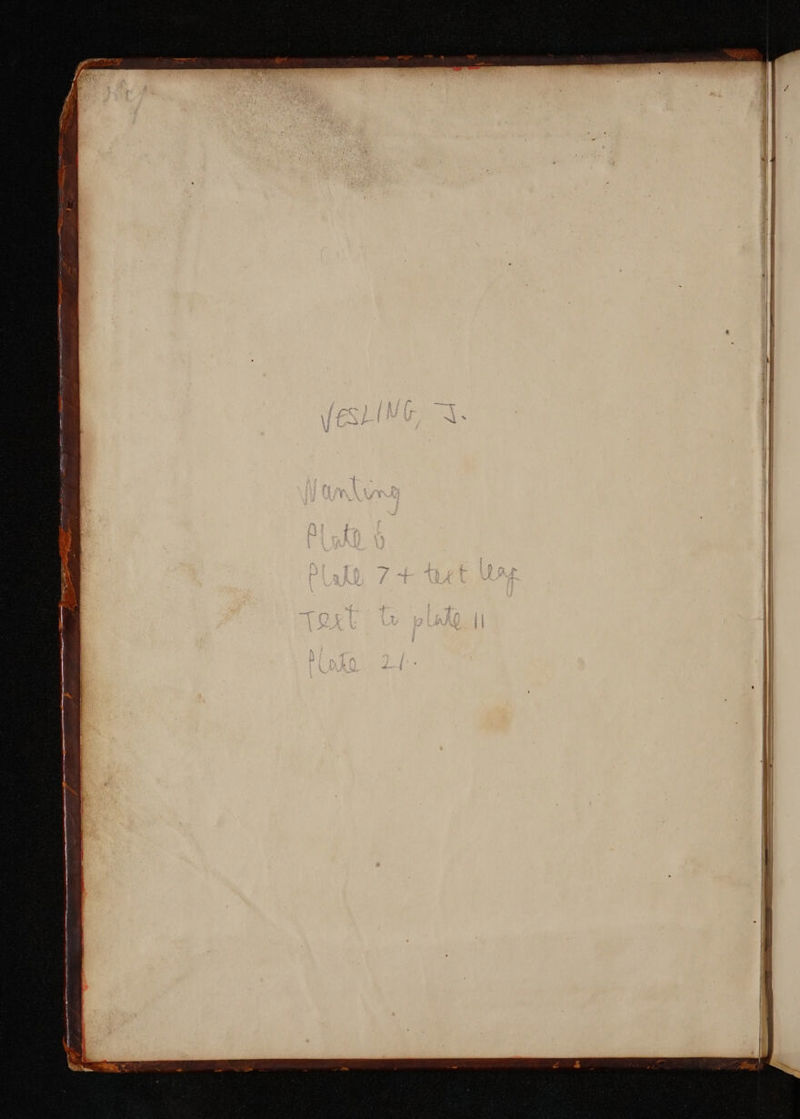 VESLING, J.
Wanting
Plate 6
Plate 7 + text leaf
Text to plate 11
Plate 21.